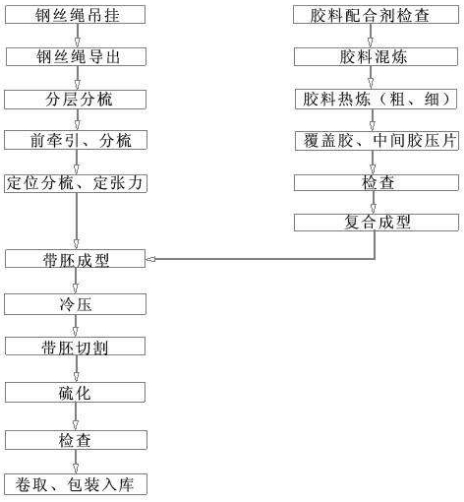 钢丝绳吊挂
钢丝绳导出
分层分梳
前牵引、分梳
定位分梳、定张力
带胚成型
冷压
带胚切割
硫化
检查
卷取、包装入库
胶料配合剂检查
胶料混炼
胶料热炼（粗、细）
覆盖胶、中间胶压片
检查
复合成型